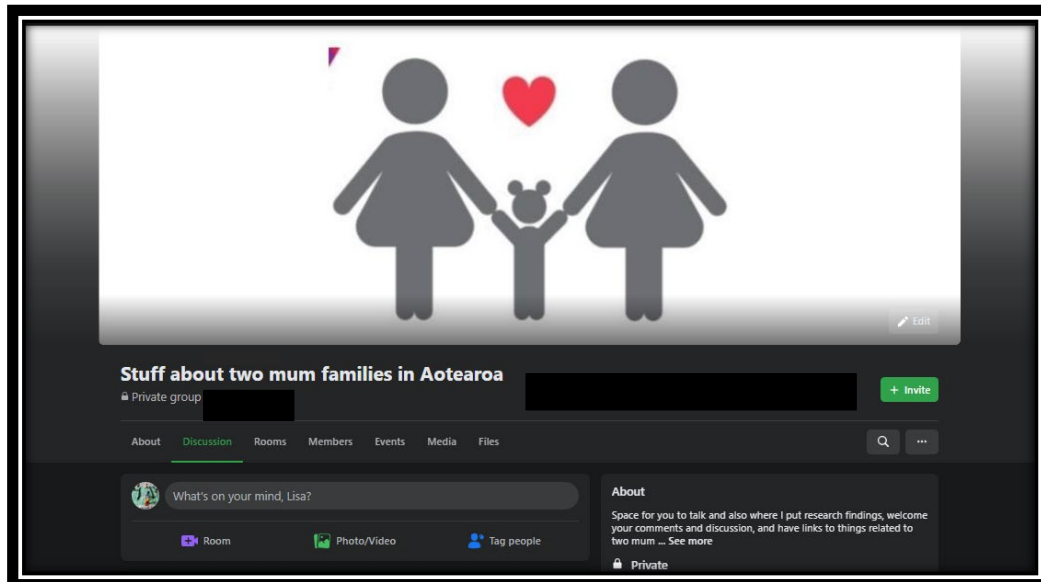 Edit
Stuff about two mum families in Aotearoa
Private group
+ Invite
About Discussion Rooms Members Events Media Files
What's on your mind, Lisa?
Room Photo/Video Tag people
About
Space for you to talk and also where I put research findings, welcome
your comments and discussion, and have links to things related to
two mum ... See more
Private